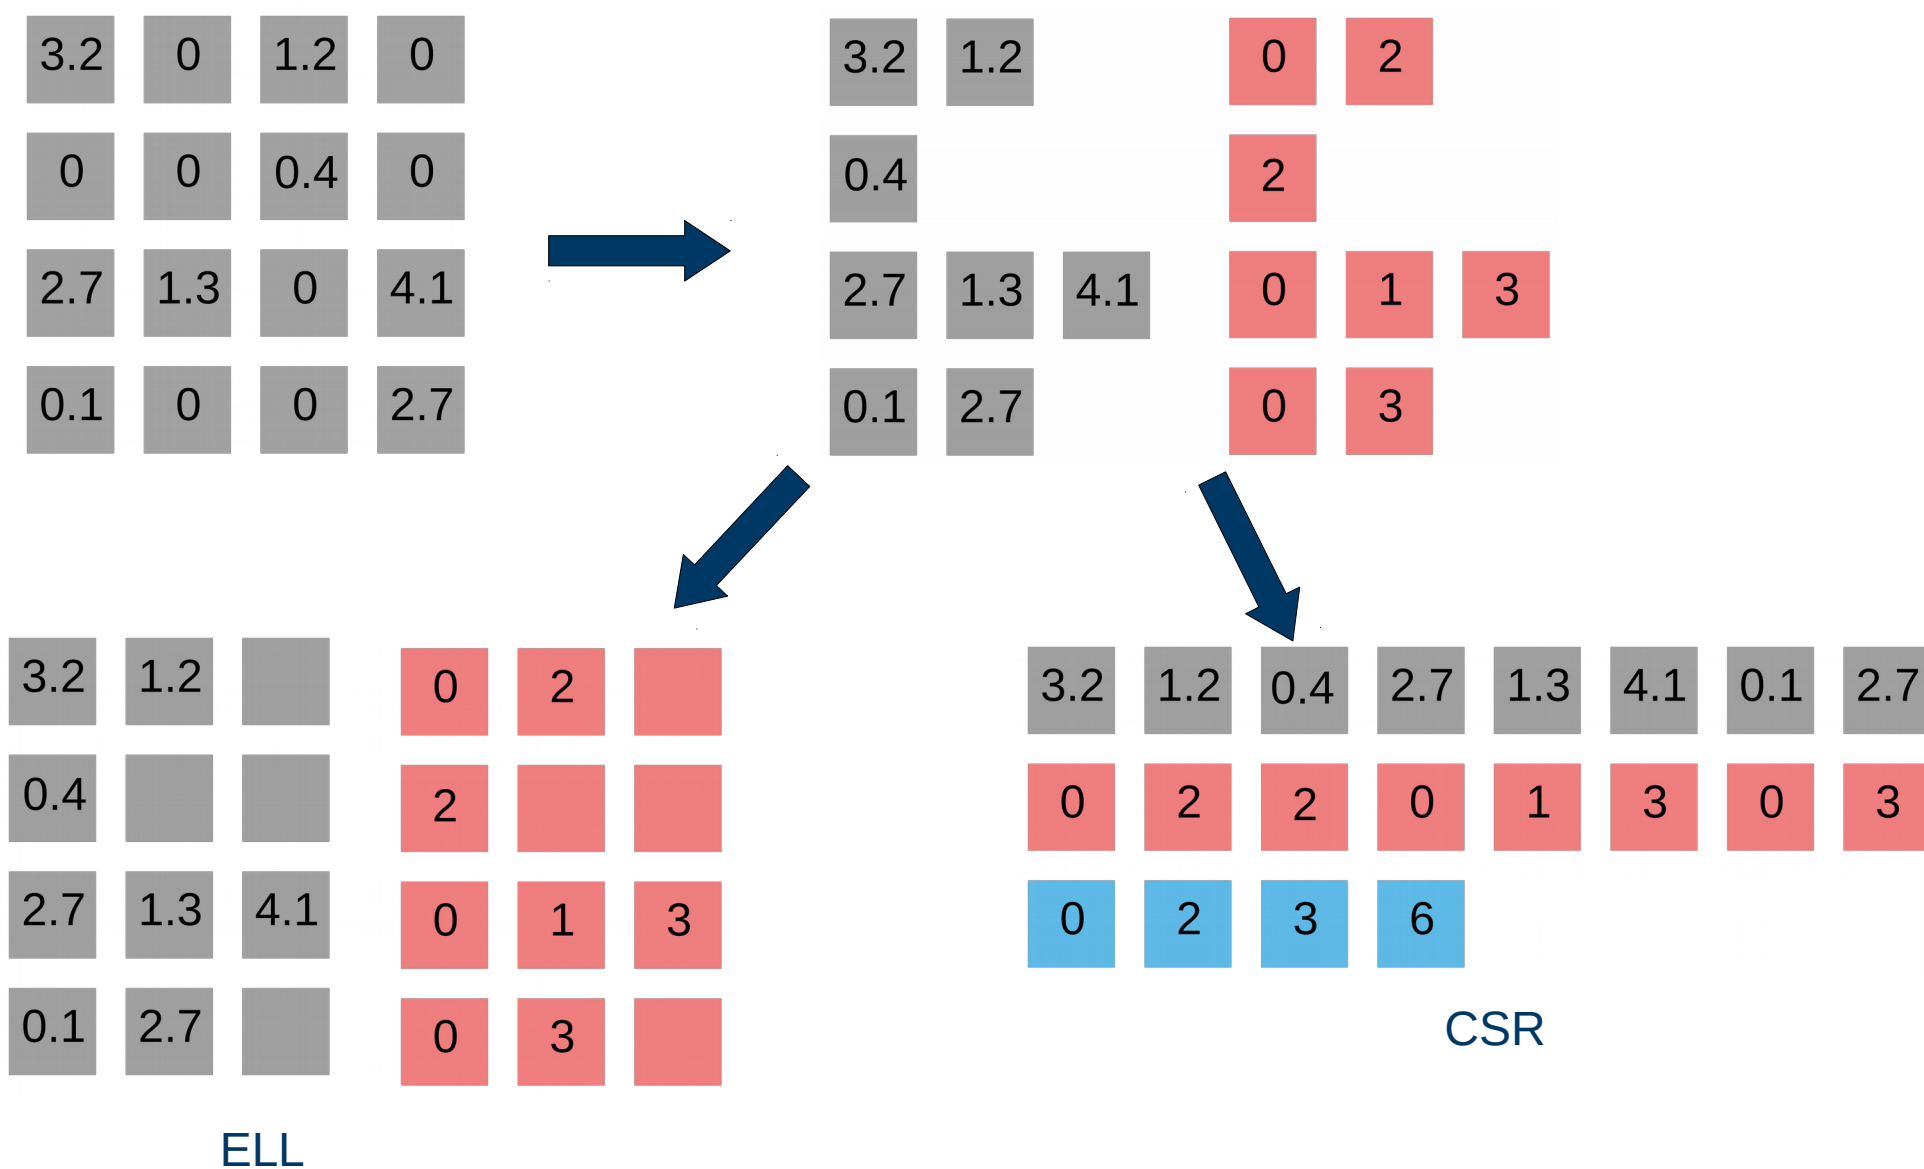 3.2 0 1.2 0
0 0 0.4 0
2.7 1.3 0 4.1
0.1 0 0 2.7
3.2 1.2 0 2
0.4 2
2.7 1.3 4.1 0 1 3
0.1 2.7 0 3
3.2 1.2 0 2
0.4 2
2.7 1.3 4.1 0 1 3
0.1 2.7 0 3
ELL
3.2 1.2 0.4 2.7 1.3 4.1 0.1 2.7
0 2 2 0 1 3 0 3
0 2 3 6
CSR